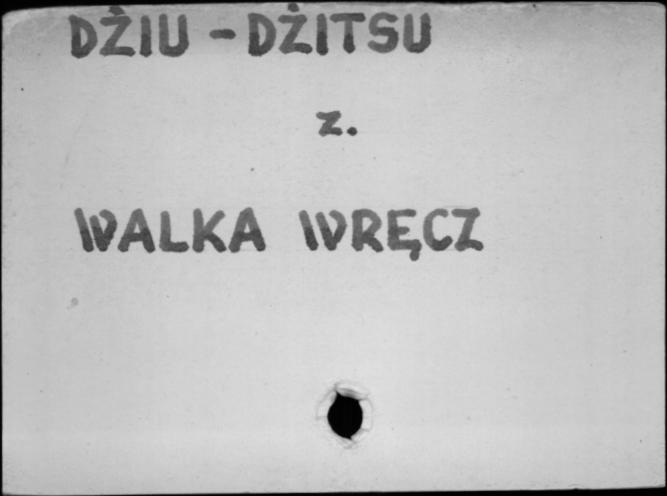 DŻIU - DŻITSU
z.
WALKA WRĘCZ